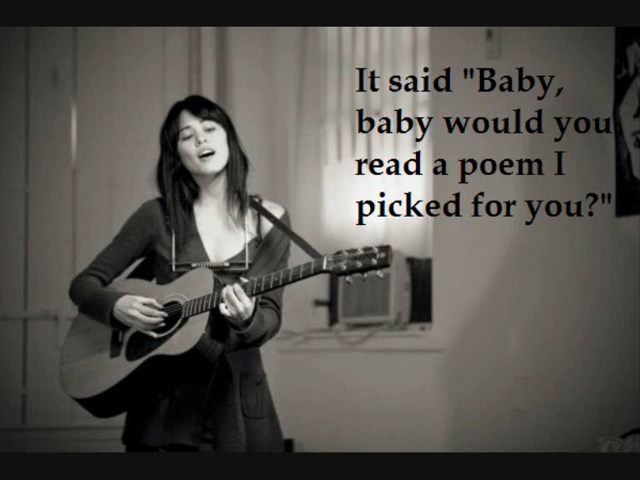 It said "Baby,
baby would you
read a poem I
picked for you?"